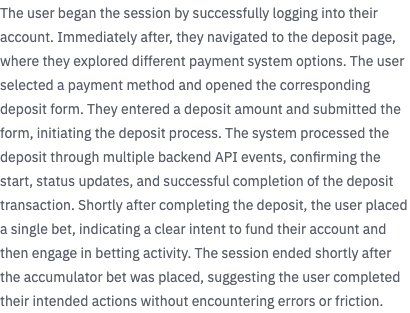 The user began the session by successfully logging into their
account. Immediately after, they navigated to the deposit page,
where they explored different payment system options. The user
selected a payment method and opened the corresponding
deposit form. They entered a deposit amount and submitted the
form, initiating the deposit process. The system processed the
deposit through multiple backend API events, confirming the
start, status updates, and successful completion of the deposit
transaction. Shortly after completing the deposit, the user placed
a single bet, indicating a clear intent to fund their account and
then engage in betting activity. The session ended shortly after
the accumulator bet was placed, suggesting the user completed
their intended actions without encountering errors or friction.